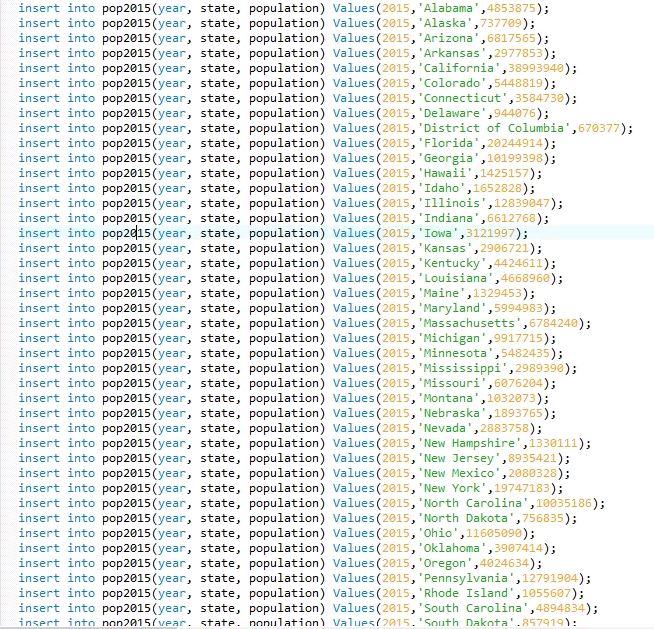 insert into pop2015(year, state, population) Values(2015,'Alabama',4853875);
insert into pop2015(year, state, population) Values(2015,'Alaska',737709);
insert into pop2015(year, state, population) Values(2015,'Arizona',6817565);
insert into pop2015(year, state, population) Values(2015,'Arkansas',2977853);
insert into pop2015(year, state, population) Values(2015,'California',38993940);
insert into pop2015(year, state, population) Values(2015,'Colorado',5448819);
insert into pop2015(year, state, population) Values(2015,'Connecticut',3584730);
insert into pop2015(year, state, population) Values(2015,'Delaware',944076);
insert into pop2015(year, state, population) Values(2015,'District of Columbia',670377);
insert into pop2015(year, state, population) Values(2015,'Florida',20244914);
insert into pop2015(year, state, population) Values(2015,'Georgia',10199398);
insert into pop2015(year, state, population) Values(2015,'Hawaii',1425157);
insert into pop2015(year, state, population) Values(2015,'Idaho',1652828);
insert into pop2015(year, state, population) Values(2015,'Illinois',12839047);
insert into pop2015(year, state, population) Values(2015,'Indiana',6612768);
insert into pop2015(year, state, population) Values(2015,'Iowa',3121997);
insert into pop2015(year, state, population) Values(2015,'Kansas',2906721);
insert into pop2015(year, state, population) Values(2015,'Kentucky',4424611);
insert into pop2015(year, state, population) Values(2015,'Louisiana',4668960);
insert into pop2015(year, state, population) Values(2015,'Maine',1329453);
insert into pop2015(year, state, population) Values(2015,'Maryland',5994983);
insert into pop2015(year, state, population) Values(2015,'Massachusetts',6784240);
insert into pop2015(year, state, population) Values(2015,'Michigan',9917715);
insert into pop2015(year, state, population) Values(2015,'Minnesota',5482435);
insert into pop2015(year, state, population) Values(2015,'Mississippi',2989390);
insert into pop2015(year, state, population) Values(2015,'Missouri',6076204);
insert into pop2015(year, state, population) Values(2015,'Montana',1032073);
insert into pop2015(year, state, population) Values(2015,'Nebraska',1893765);
insert into pop2015(year, state, population) Values(2015,'Nevada',2883758);
insert into pop2015(year, state, population) Values(2015,'New Hampshire',1330111);
insert into pop2015(year, state, population) Values(2015,'New Jersey',8935421);
insert into pop2015(year, state, population) Values(2015,'New Mexico',2080328);
insert into pop2015(year, state, population) Values(2015,'New York',19747183);
insert into pop2015(year, state, population) Values(2015,'North Carolina',10035186);
insert into pop2015(year, state, population) Values(2015,'North Dakota',756835);
insert into pop2015(year, state, population) Values(2015,'Ohio',11605090);
insert into pop2015(year, state, population) Values(2015,'Oklahoma',3907414);
insert into pop2015(year, state, population) Values(2015,'Oregon',4024634);
insert into pop2015(year, state, population) Values(2015,'Pennsylvania',12791904);
insert into pop2015(year, state, population) Values(2015,'Rhode Island',1055607);
insert into pop2015(year, state, population) Values(2015,'South Carolina',4894834);
insert into pop2015(year, state, population) Values(2015,'South Dakota',857919);